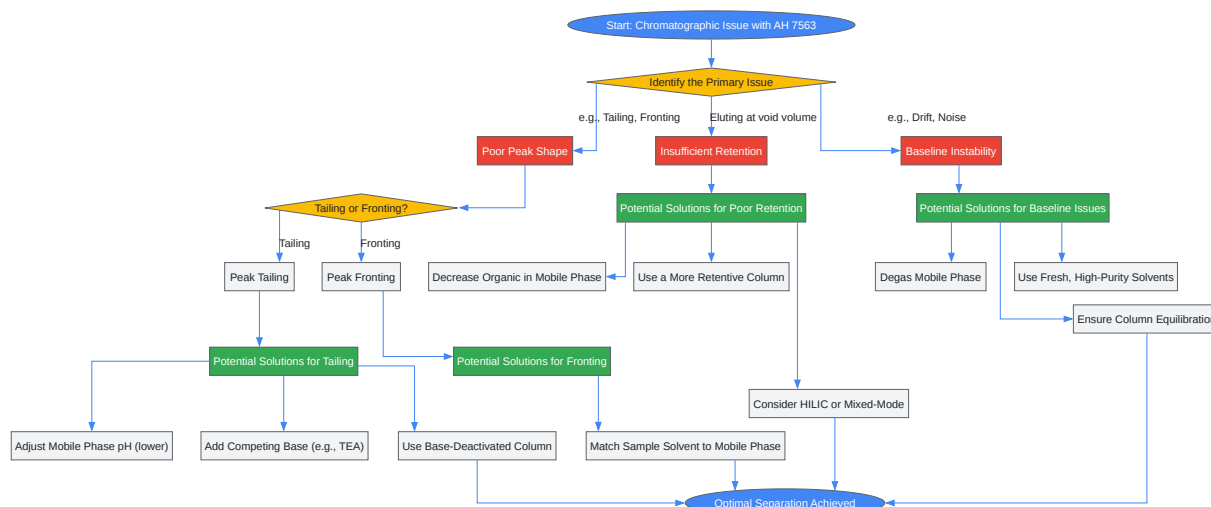 Start: Chromatographic Issue with AH 7563
Identify the Primary Issue
e.g., Tailing, Fronting
Eluting at void volume
e.g., Drift, Noise
Poor Peak Shape
Insufficient Retention
Baseline Instability
Tailing or Fronting?
Potential Solutions for Poor Retention
Potential Solutions for Baseline Issues
Tailing
Fronting
Peak Tailing
Peak Fronting
Decrease Organic in Mobile Phase
Use a More Retentive Column
Degas Mobile Phase
Use Fresh, High-Purity Solvents
Ensure Column Equilibration
Potential Solutions for Tailing
Potential Solutions for Fronting
Consider HILIC or Mixed-Mode
Adjust Mobile Phase pH (lower)
Add Competing Base (e.g., TEA)
Use Base-Deactivated Column
Match Sample Solvent to Mobile Phase
Optimal Separation Achieved